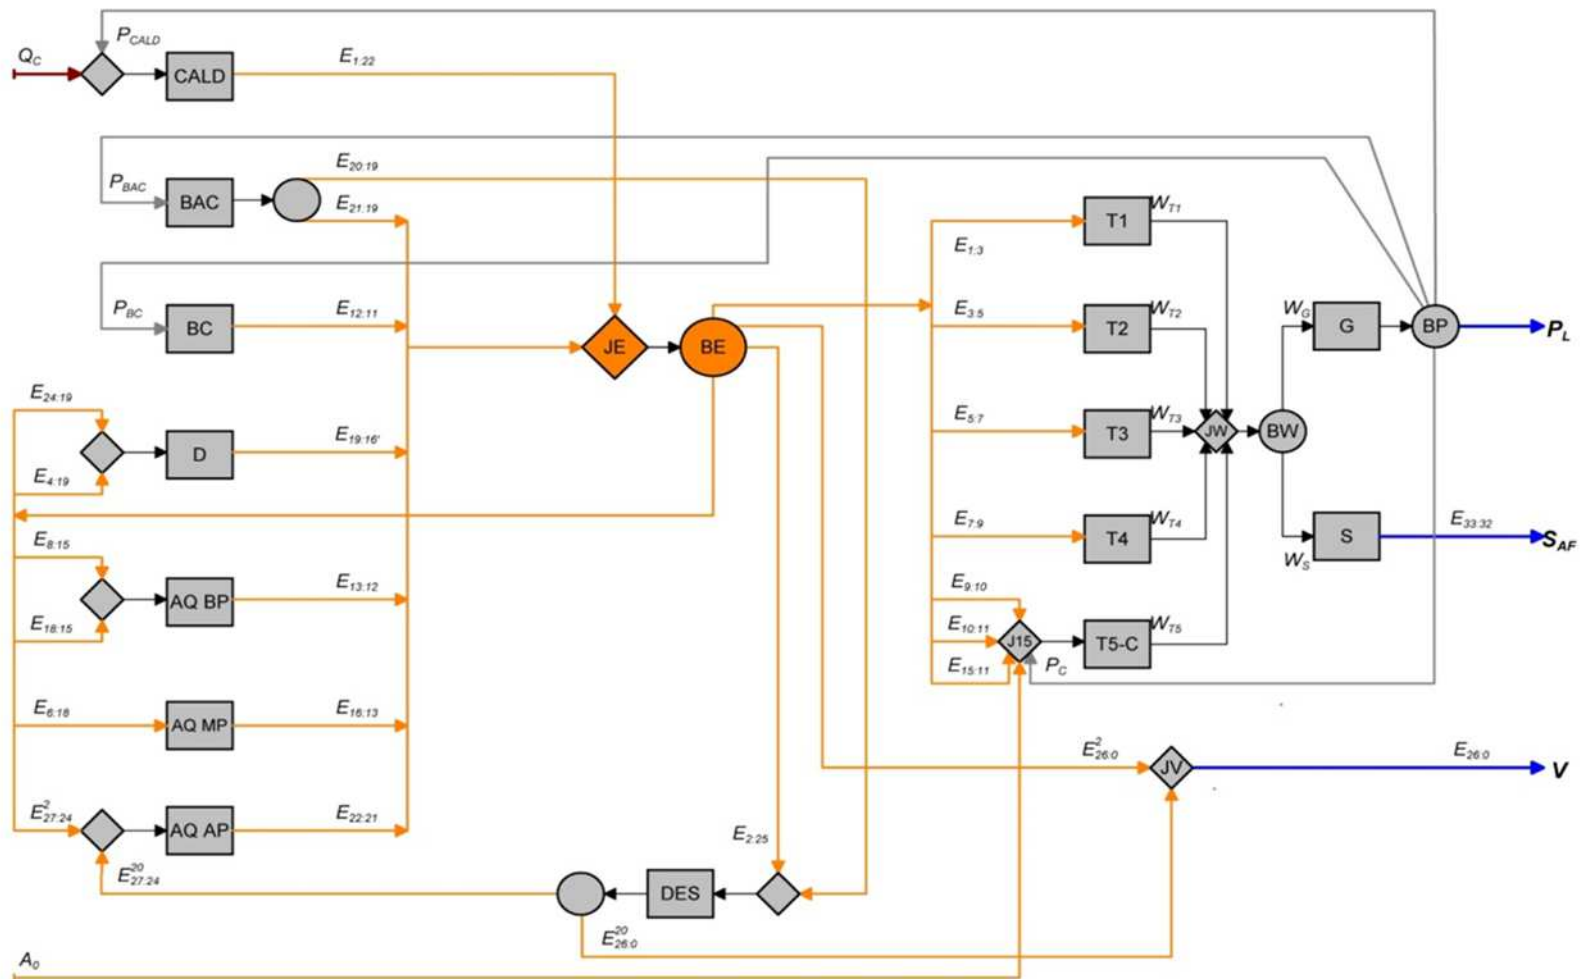 P_CALD
Q_C
CALD
E_1:22
P_BAC
BAC
E_20:19
E_21:19
P_BC
BC
E_12:11
JE
BE
E_24:19
E_4:19
D
E_19:16'
E_8:15
E_18:15
AQ BP
E_13:12
E_6:18
AQ MP
E_16:13
E^2_27:24
AQ AP
E_22:21
E^20_27:24
E_2:25
DES
E^20_26:0
A_0
E_1:3
T1
W_T1
E_3:5
T2
W_T2
E_5:7
T3
W_T3
E_7:9
T4
W_T4
E_9:10
E_10:11
E_15:11
J15
P_C
T5-C
W_T5
JW
BW
W_G
G
BP
P_L
W_S
S
E_33:32
S_AF
E^2_26:0
JV
E_26:0
V